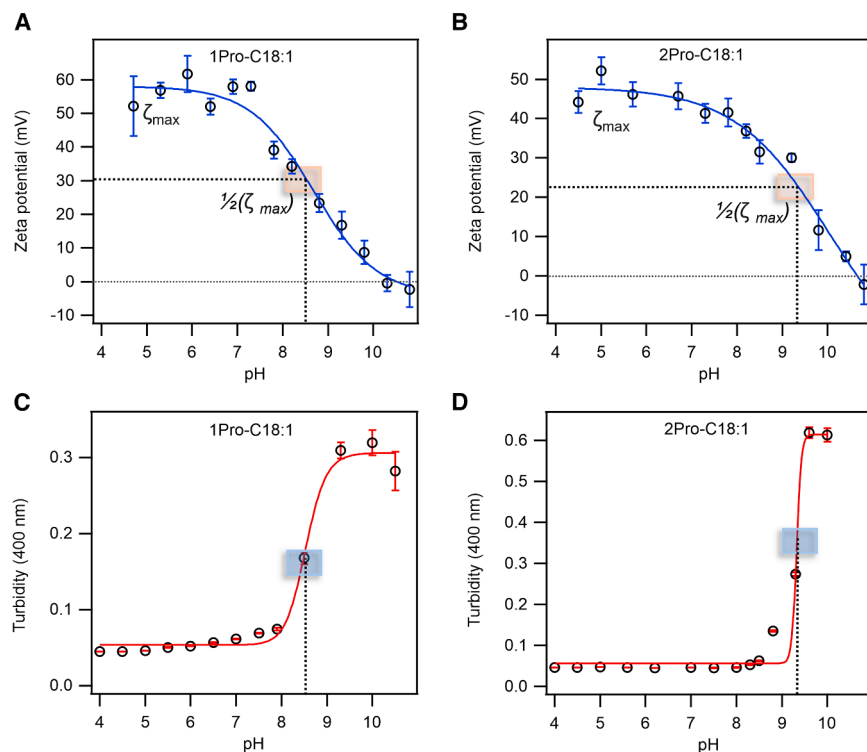 A
1Pro-C18:1
Zeta potential (mV)
60
50
40
30
20
10
0
-10
ζmax
½(ζ max)
4 5 6 7 8 9 10
pH
B
2Pro-C18:1
Zeta potential (mV)
50
40
30
20
10
0
-10
ζmax
½(ζ max)
4 5 6 7 8 9 10
pH
C
1Pro-C18:1
Turbidity (400 nm)
0.3
0.2
0.1
0.0
4 5 6 7 8 9 10
pH
D
2Pro-C18:1
Turbidity (400 nm)
0.6
0.5
0.4
0.3
0.2
0.1
0.0
4 5 6 7 8 9 10
pH